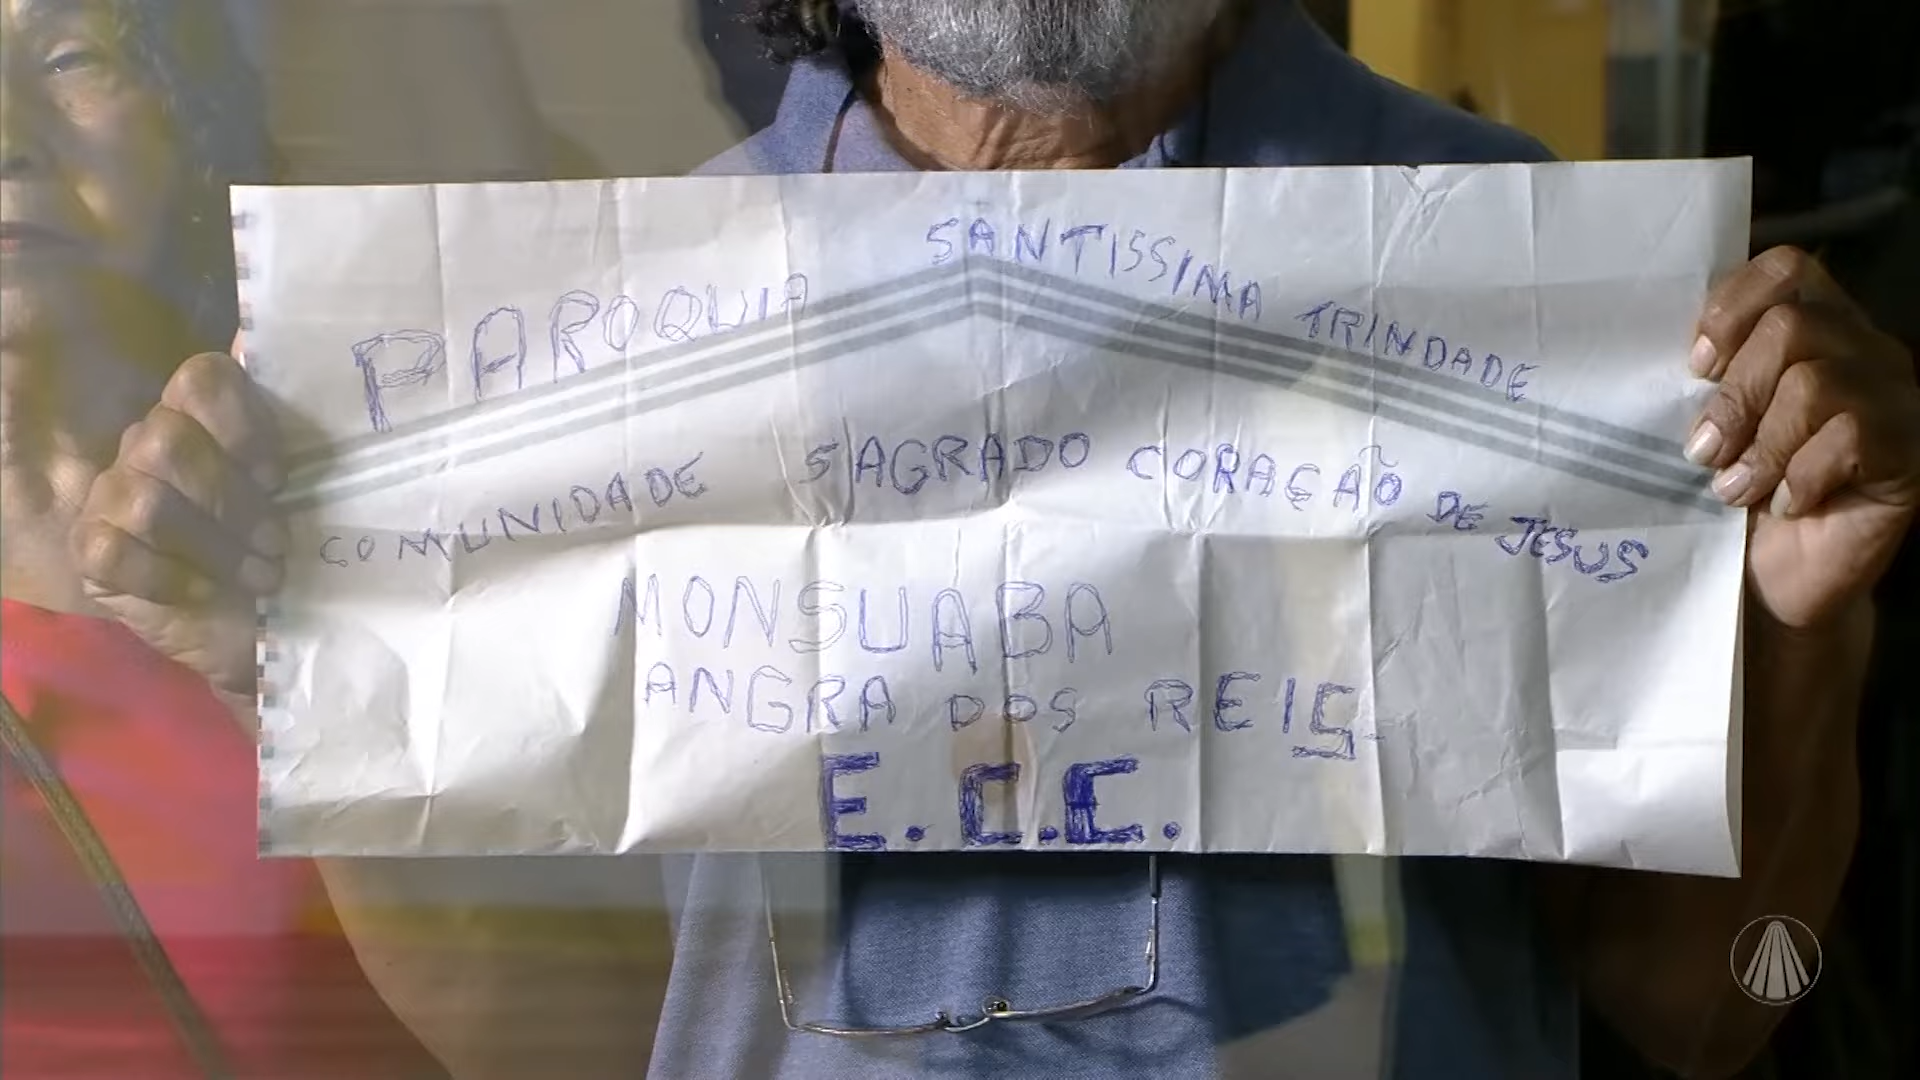 PAROQUIA SANTISSIMA TRINDADE
COMUNIDADE SAGRADO CORAÇÃO DE JESUS
MONSUABA
ANGRA DOS REIS
E.C.C.